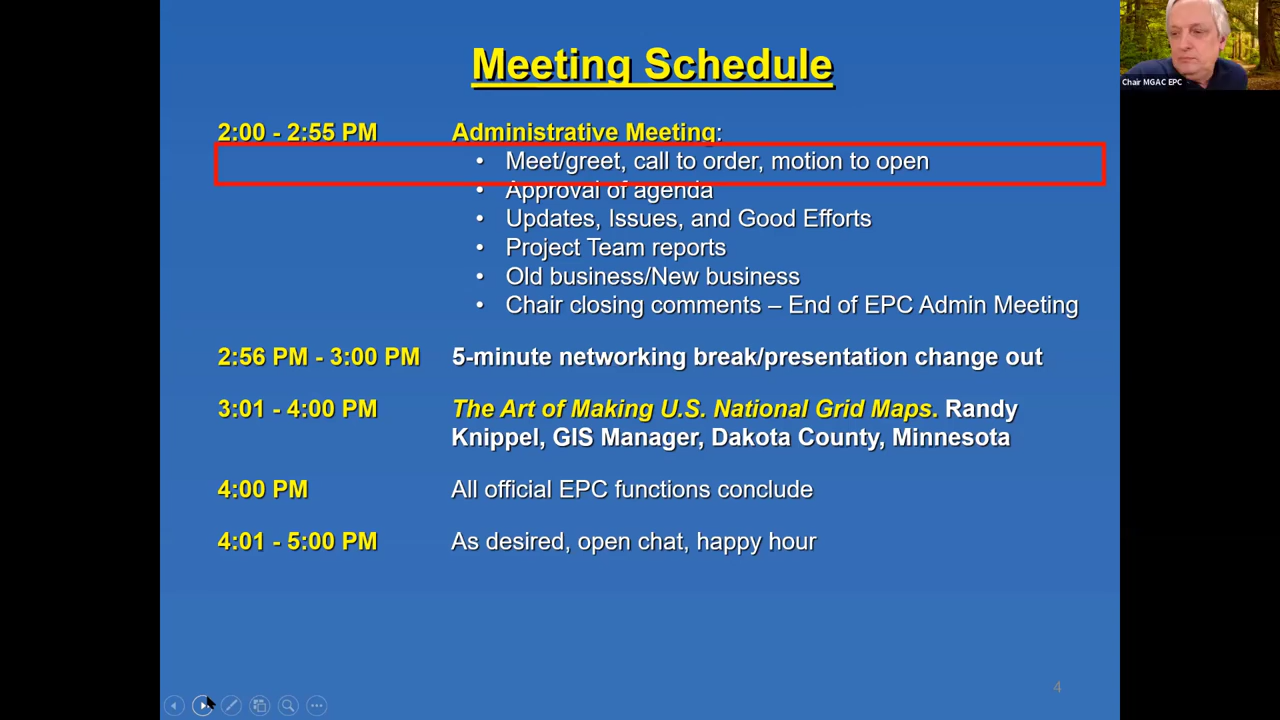 Meeting Schedule
Chair MGAC EPC
2:00 - 2:55 PM Administrative Meeting:
• Meet/greet, call to order, motion to open
• Approval of agenda
• Updates, Issues, and Good Efforts
• Project Team reports
• Old business/New business
• Chair closing comments – End of EPC Admin Meeting
2:56 PM - 3:00 PM 5-minute networking break/presentation change out
3:01 - 4:00 PM The Art of Making U.S. National Grid Maps. Randy
Knippel, GIS Manager, Dakota County, Minnesota
4:00 PM All official EPC functions conclude
4:01 - 5:00 PM As desired, open chat, happy hour
4